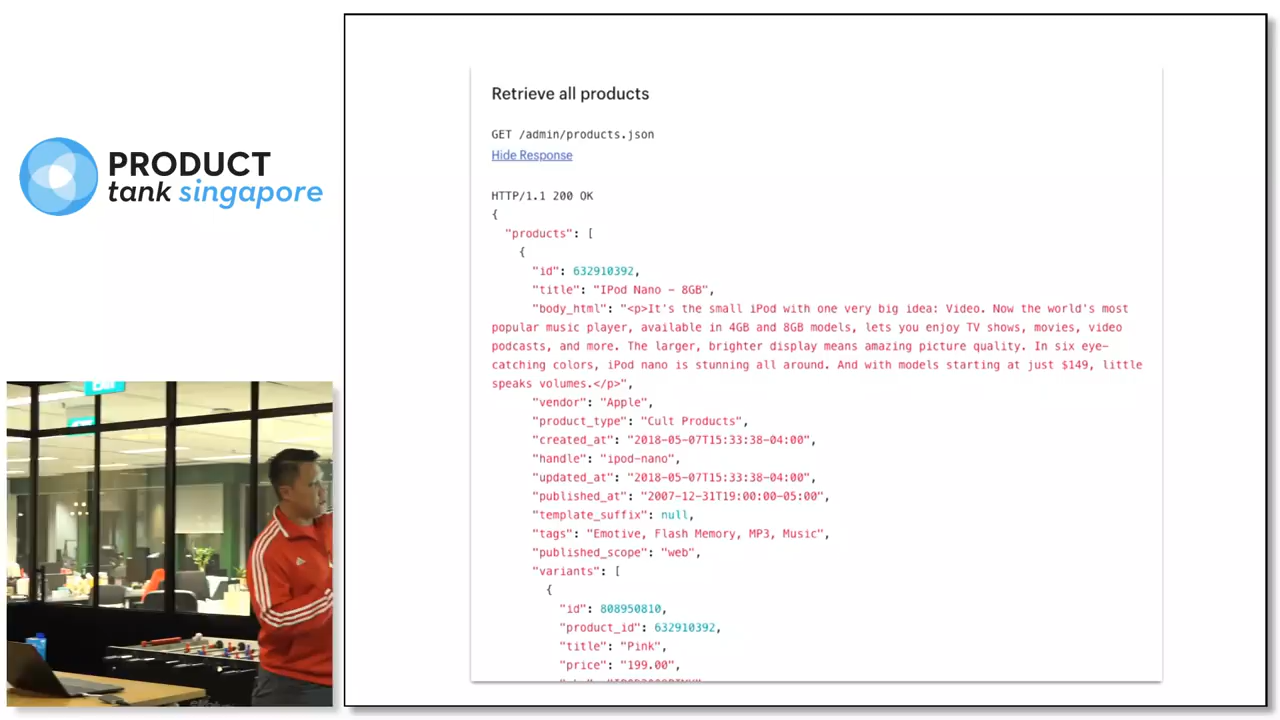 PRODUCT
tank singapore
Retrieve all products
GET /admin/products.json
Hide Response
HTTP/1.1 200 OK
{
"products": [
{
"id": 632910392,
"title": "IPod Nano - 8GB",
"body_html": "<p>It's the small iPod with one very big idea: Video. Now the world's most
popular music player, available in 4GB and 8GB models, lets you enjoy TV shows, movies, video
podcasts, and more. The larger, brighter display means amazing picture quality. In six eye-
catching colors, iPod nano is stunning all around. And with models starting at just $149, little
speaks volumes.</p>",
"vendor": "Apple",
"product_type": "Cult Products",
"created_at": "2018-05-07T15:33:38-04:00",
"handle": "ipod-nano",
"updated_at": "2018-05-07T15:33:38-04:00",
"published_at": "2007-12-31T19:00:00-05:00",
"template_suffix": null,
"tags": "Emotive, Flash Memory, MP3, Music",
"published_scope": "web",
"variants": [
{
"id": 808950810,
"product_id": 632910392,
"title": "Pink",
"price": "199.00",